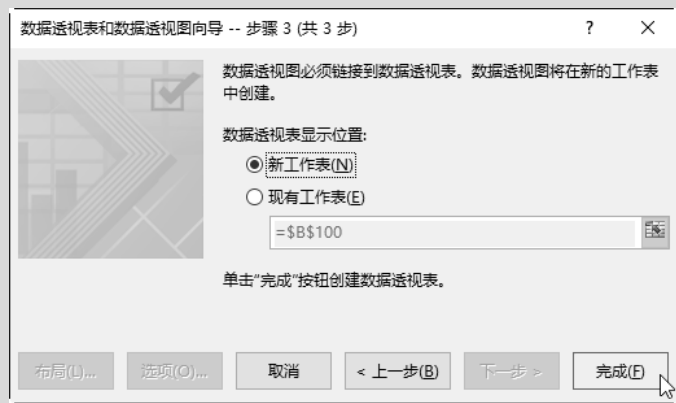 数据透视表和数据透视图向导 -- 步骤 3 (共 3 步)
? ×
数据透视图必须链接到数据透视表。数据透视图将在新的工作表
中创建。
数据透视表显示位置:
新工作表(N)
现有工作表(E)
=$B$100
单击"完成"按钮创建数据透视表。
布局(L)... 选项(O)... 取消 < 上一步(B) 下一步 > 完成(F)